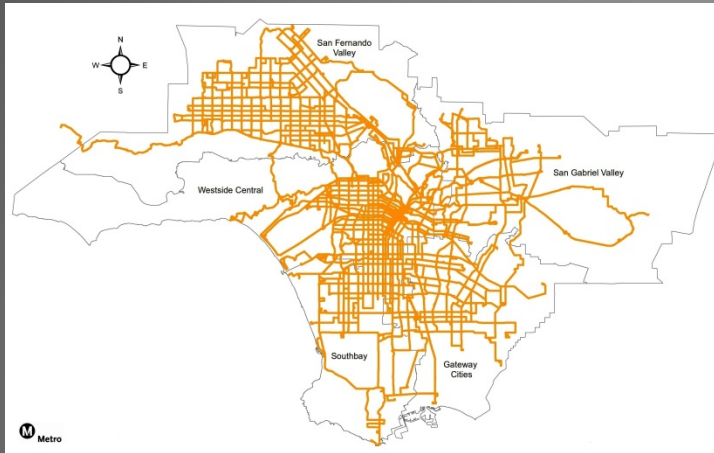 N
W E
S
San Fernando
Valley
Westside Central
San Gabriel Valley
Southbay
Gateway
Cities
M Metro